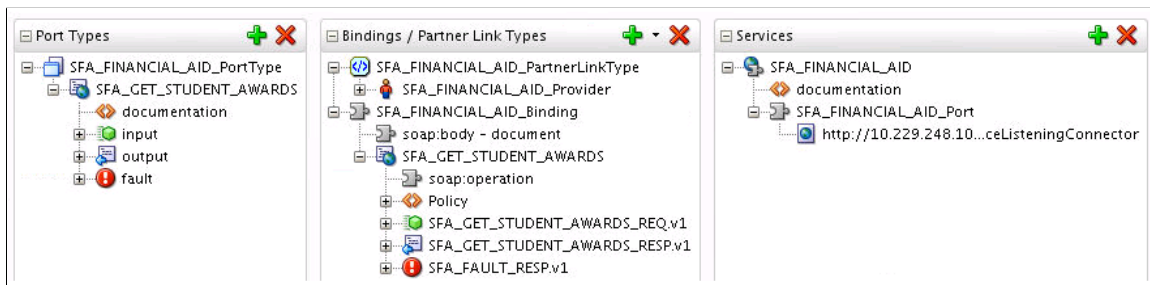 Port Types
SFA_FINANCIAL_AID_PortType
SFA_GET_STUDENT_AWARDS
documentation
input
output
fault
Bindings / Partner Link Types
SFA_FINANCIAL_AID_PartnerLinkType
SFA_FINANCIAL_AID_Provider
SFA_FINANCIAL_AID_Binding
soap:body - document
SFA_GET_STUDENT_AWARDS
soap:operation
Policy
SFA_GET_STUDENT_AWARDS_REQ.v1
SFA_GET_STUDENT_AWARDS_RESP.v1
SFA_FAULT_RESP.v1
Services
SFA_FINANCIAL_AID
documentation
SFA_FINANCIAL_AID_Port
http://10.229.248.10...ceListeningConnector